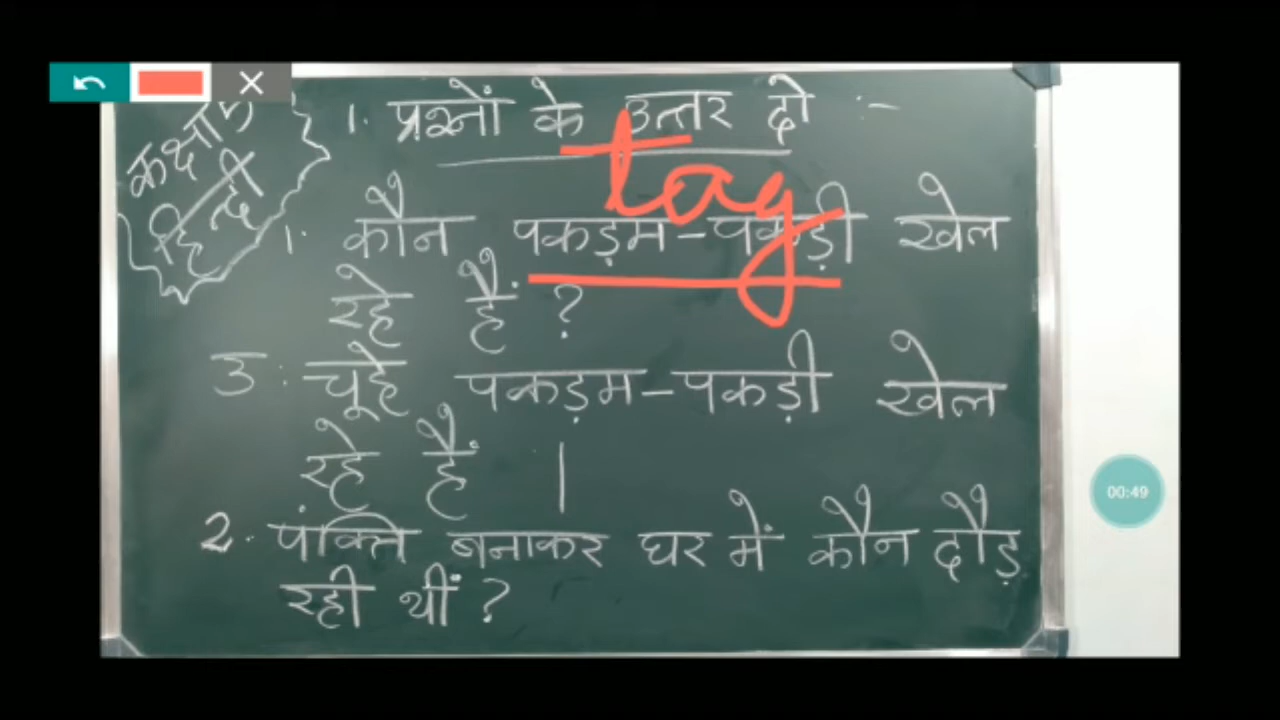 कक्षा
हिन्दी
1. प्रश्नों के उत्तर दो :-
tag
1. कौन पकड़म-पकड़ी खेल
रहे हैं ?
उ. चूहे पकड़म-पकड़ी खेल
रहे हैं ।
2. पंक्ति बनाकर घर में कौन दौड़
रही थीं ?
00:49